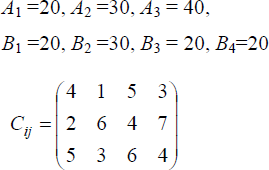 A1 =20, A2 =30, A3 = 40,
B1 =20, B2 =30, B3 = 20, B4=20
Cij = ( 4 1 5 3
2 6 4 7
5 3 6 4 )